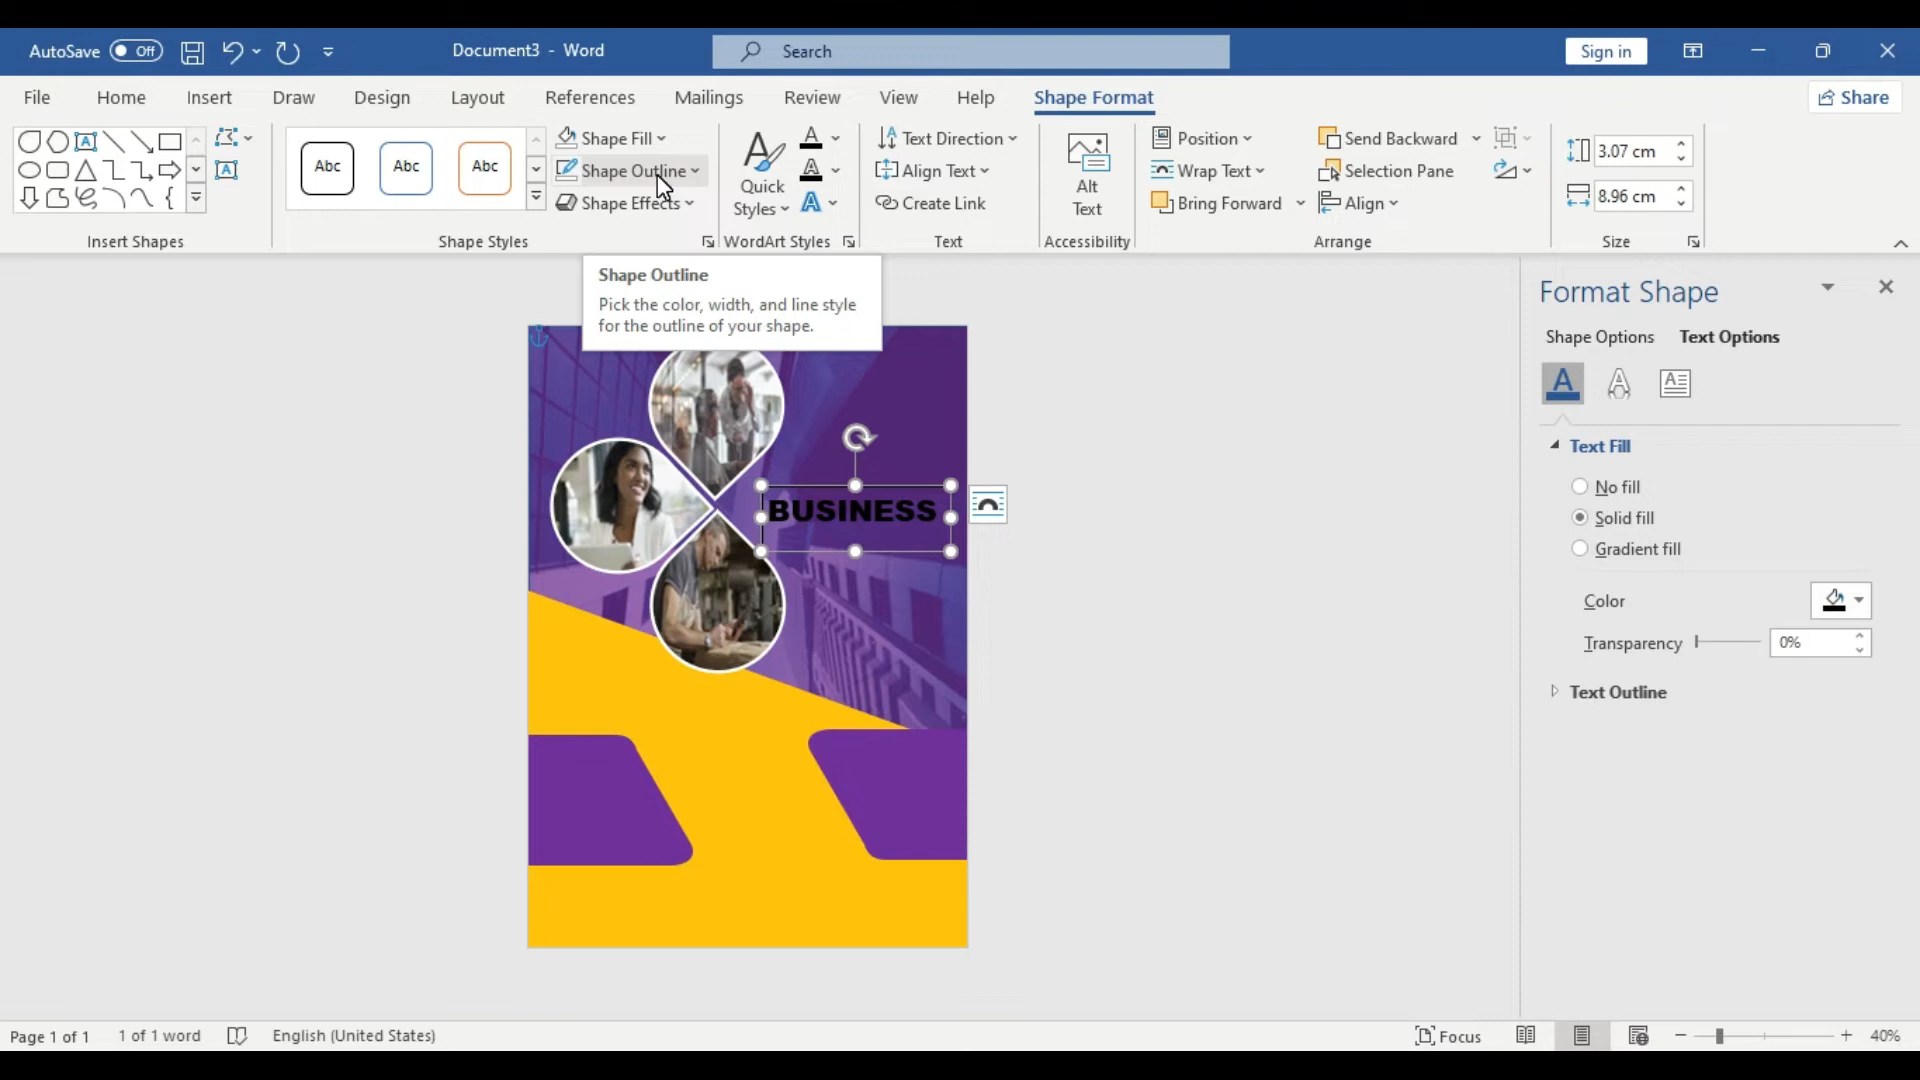 AutoSave Off Document3 - Word Search Sign in
File Home Insert Draw Design Layout References Mailings Review View Help Shape Format Share
Abc Abc Abc
Shape Fill
Shape Outline
Shape Effects
Quick
Styles
A
A
A
Text Direction
Align Text
Create Link
Alt
Text
Position
Wrap Text
Bring Forward
Send Backward
Selection Pane
Align
3.07 cm
8.96 cm
Insert Shapes Shape Styles WordArt Styles Text Accessibility Arrange Size
Shape Outline
Pick the color, width, and line style
for the outline of your shape.
BUSINESS
Format Shape
Shape Options Text Options
A A A
Text Fill
No fill
Solid fill
Gradient fill
Color
Transparency 0%
Text Outline
Page 1 of 1 1 of 1 word English (United States) Focus 40%